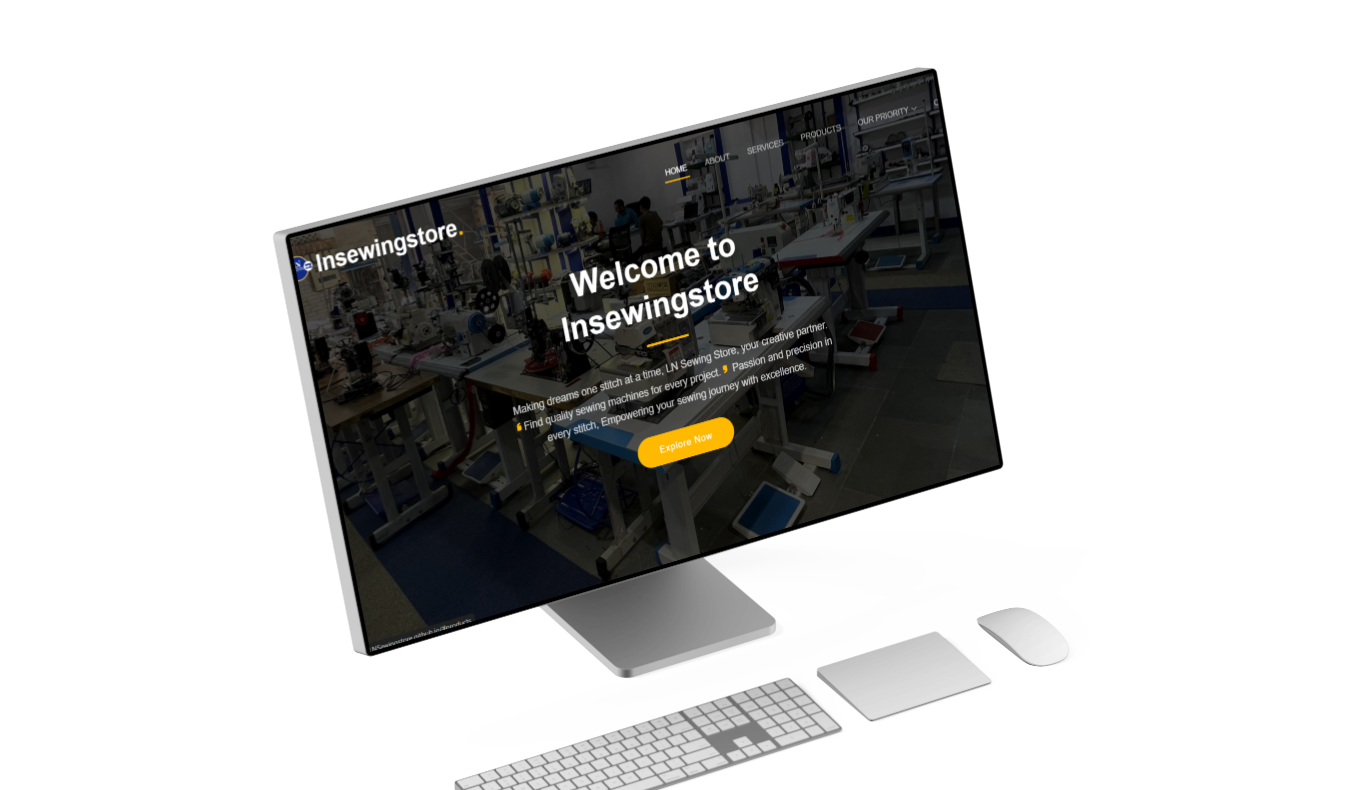 HOME ABOUT SERVICES PRODUCTS OUR PRIORITY
Insewingstore.
Welcome to
Insewingstore
Making dreams one stitch at a time, LN Sewing Store, your creative partner.
❝ Find quality sewing machines for every project. ❞ Passion and precision in
every stitch, Empowering your sewing journey with excellence.
Explore Now